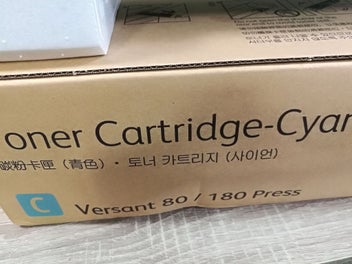 oner Cartridge-Cyan
碳粉卡匣（青色）· 토너 카트리지 (사이언)
C Versant 80 / 180 Press